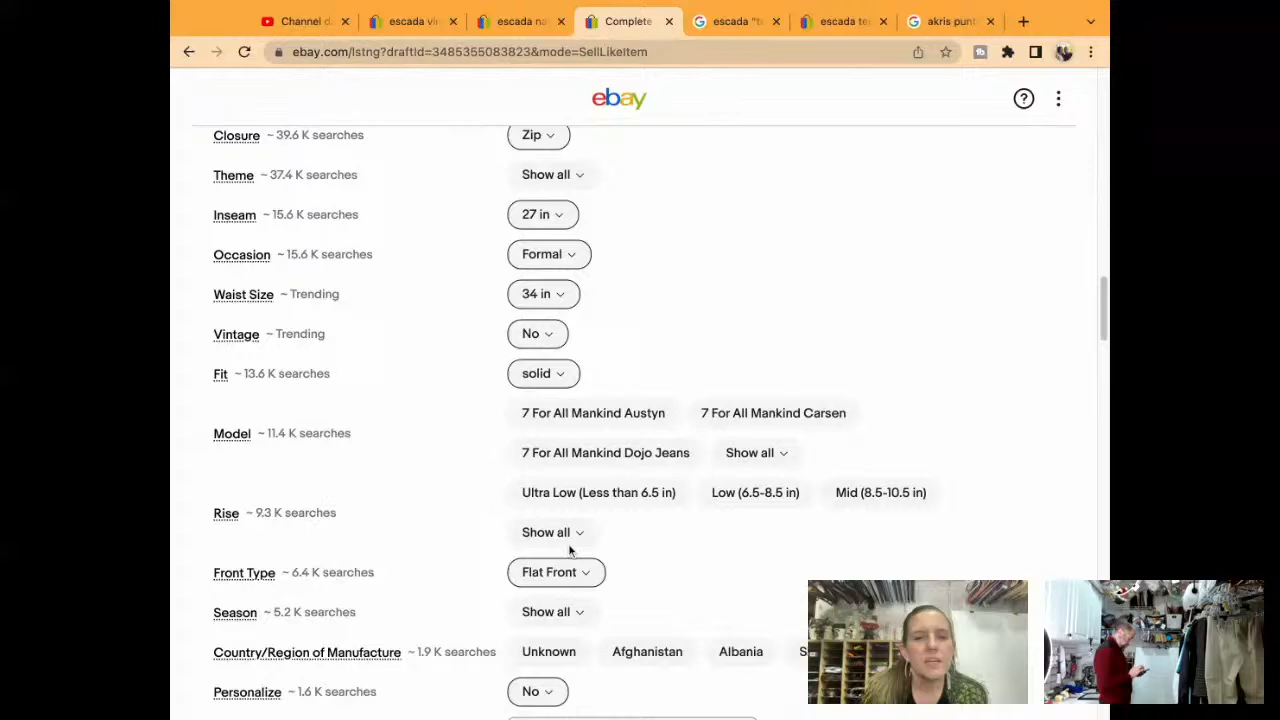 Channel d
escada vin
escada na
Complete
escada "t
escada te
akris punt
ebay.com/lstng?draftId=3485355083823&mode=SellLikeItem
ebay
Closure ~ 39.6 K searches Zip
Theme ~ 37.4 K searches Show all
Inseam ~ 15.6 K searches 27 in
Occasion ~ 15.6 K searches Formal
Waist Size ~ Trending 34 in
Vintage ~ Trending No
Fit ~ 13.6 K searches solid
7 For All Mankind Austyn 7 For All Mankind Carsen
Model ~ 11.4 K searches
7 For All Mankind Dojo Jeans Show all
Ultra Low (Less than 6.5 in) Low (6.5-8.5 in) Mid (8.5-10.5 in)
Rise ~ 9.3 K searches
Show all
Front Type ~ 6.4 K searches Flat Front
Season ~ 5.2 K searches Show all
Country/Region of Manufacture ~ 1.9 K searches Unknown Afghanistan Albania S
Personalize ~ 1.6 K searches No